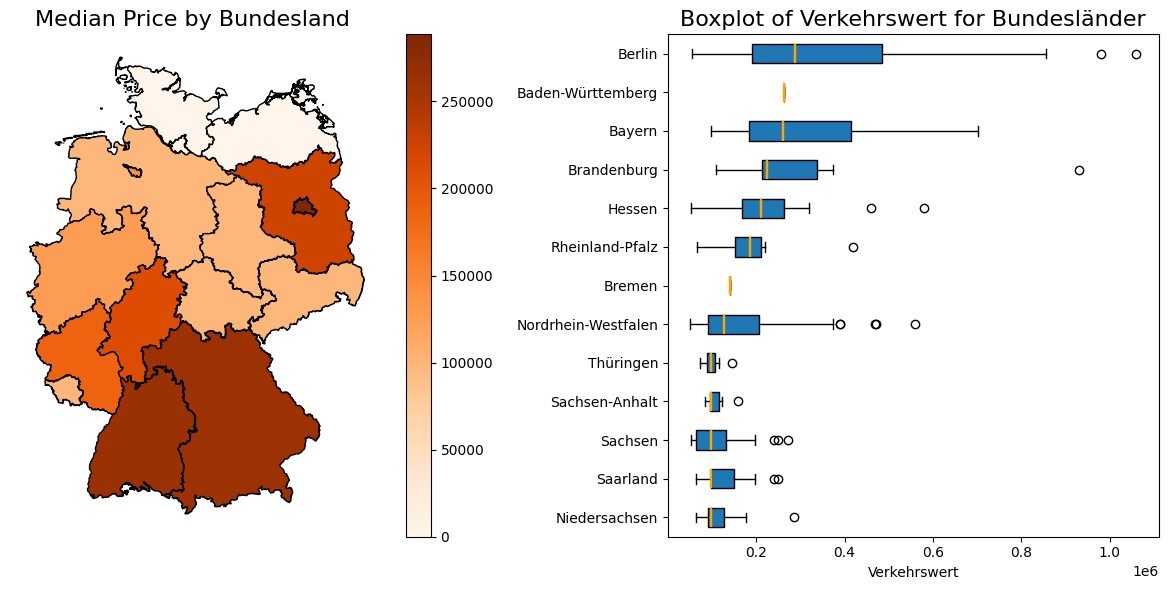 Median Price by Bundesland
250000
200000
150000
100000
50000
0
Boxplot of Verkehrswert for Bundesländer
Berlin
Baden-Württemberg
Bayern
Brandenburg
Hessen
Rheinland-Pfalz
Bremen
Nordrhein-Westfalen
Thüringen
Sachsen-Anhalt
Sachsen
Saarland
Niedersachsen
0.2 0.4 0.6 0.8 1.0
Verkehrswert
1e6